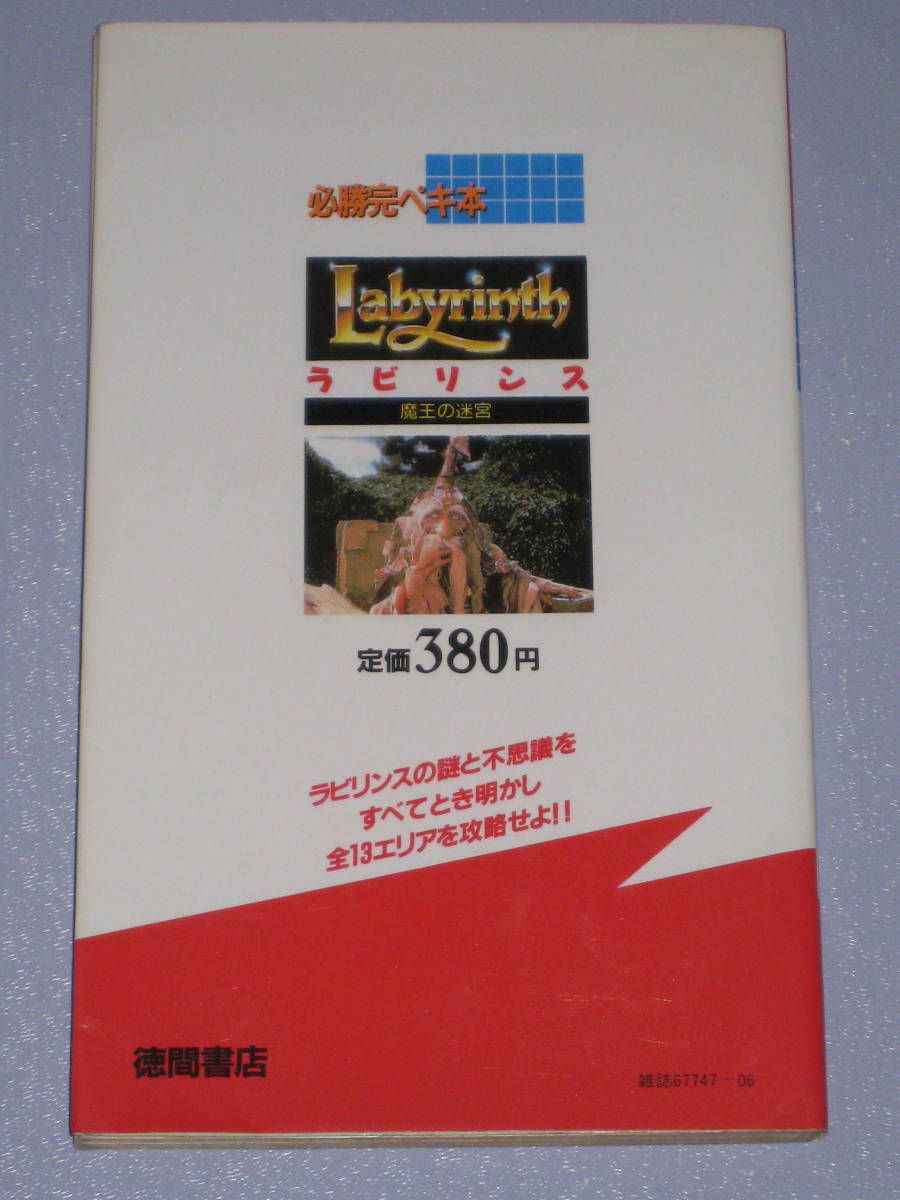 必勝完ペキ本
Labyrinth
ラビリンス
魔王の迷宮
定価380円
ラビリンスの謎と不思議を
すべてとき明かし
全13エリアを攻略せよ!!
徳間書店
雑誌67747-06